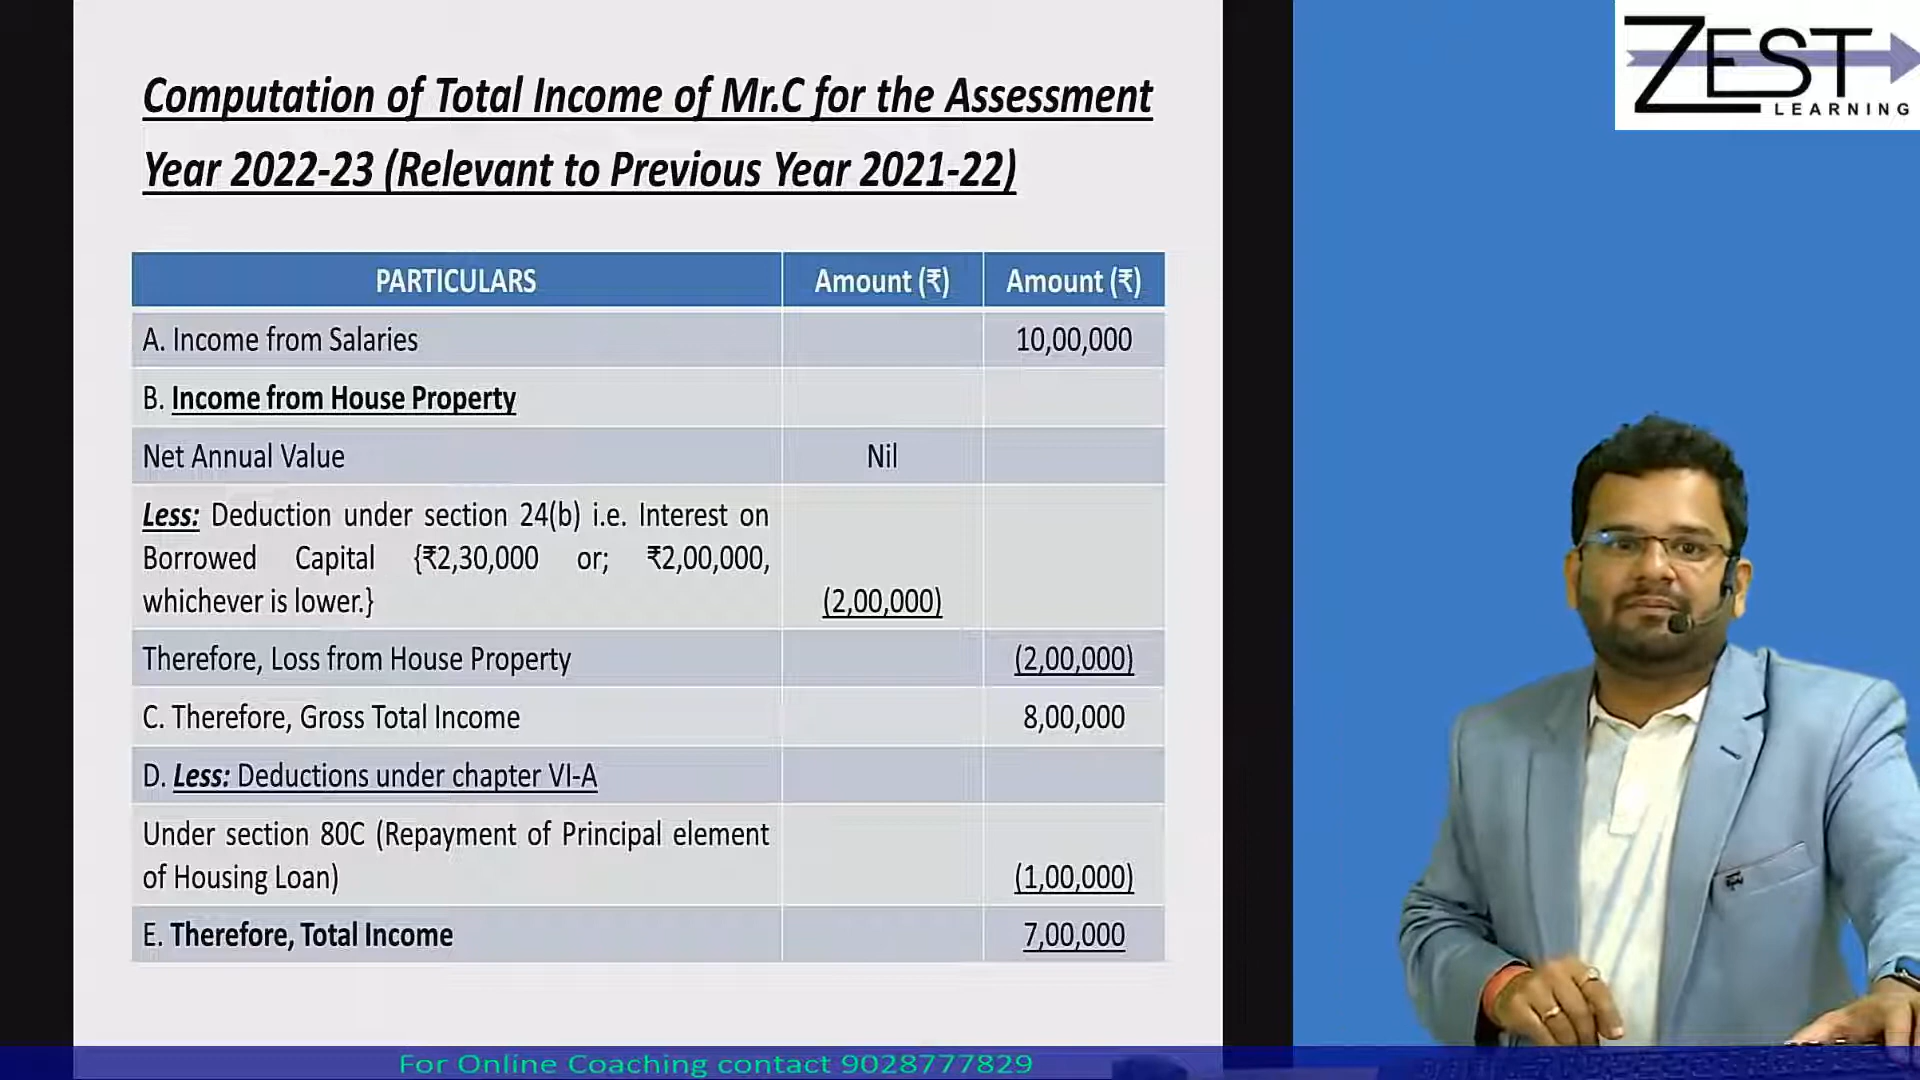 Computation of Total Income of Mr.C for the Assessment
Year 2022-23 (Relevant to Previous Year 2021-22)
PARTICULARS Amount (₹) Amount (₹)
A. Income from Salaries 10,00,000
B. Income from House Property
Net Annual Value Nil
Less: Deduction under section 24(b) i.e. Interest on
Borrowed Capital {₹2,30,000 or; ₹2,00,000,
whichever is lower.} (2,00,000)
Therefore, Loss from House Property (2,00,000)
C. Therefore, Gross Total Income 8,00,000
D. Less: Deductions under chapter VI-A
Under section 80C (Repayment of Principal element
of Housing Loan) (1,00,000)
E. Therefore, Total Income 7,00,000
ZEST
LEARNING
For Online Coaching contact 9028777829